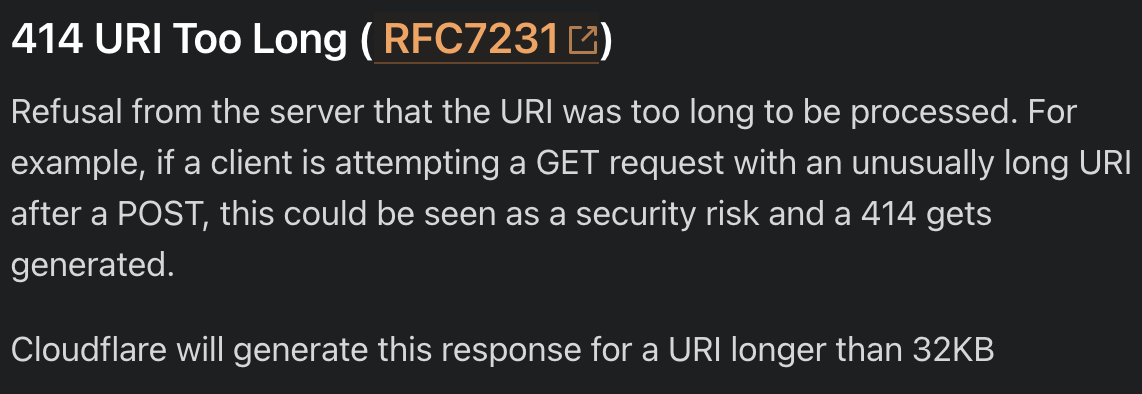 414 URI Too Long ( RFC7231 )
Refusal from the server that the URI was too long to be processed. For
example, if a client is attempting a GET request with an unusually long URI
after a POST, this could be seen as a security risk and a 414 gets
generated.
Cloudflare will generate this response for a URI longer than 32KB